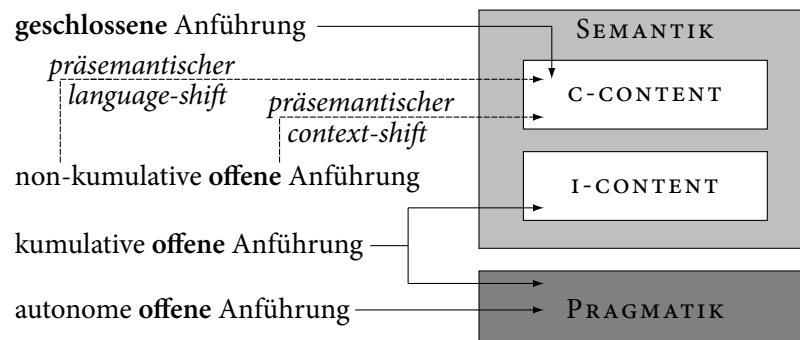 geschlossene Anführung
SEMANTIK
präsemantischer
language-shift
C-CONTENT
präsemantischer
context-shift
non-kumulative offene Anführung
I-CONTENT
kumulative offene Anführung
autonome offene Anführung
PRAGMATIK